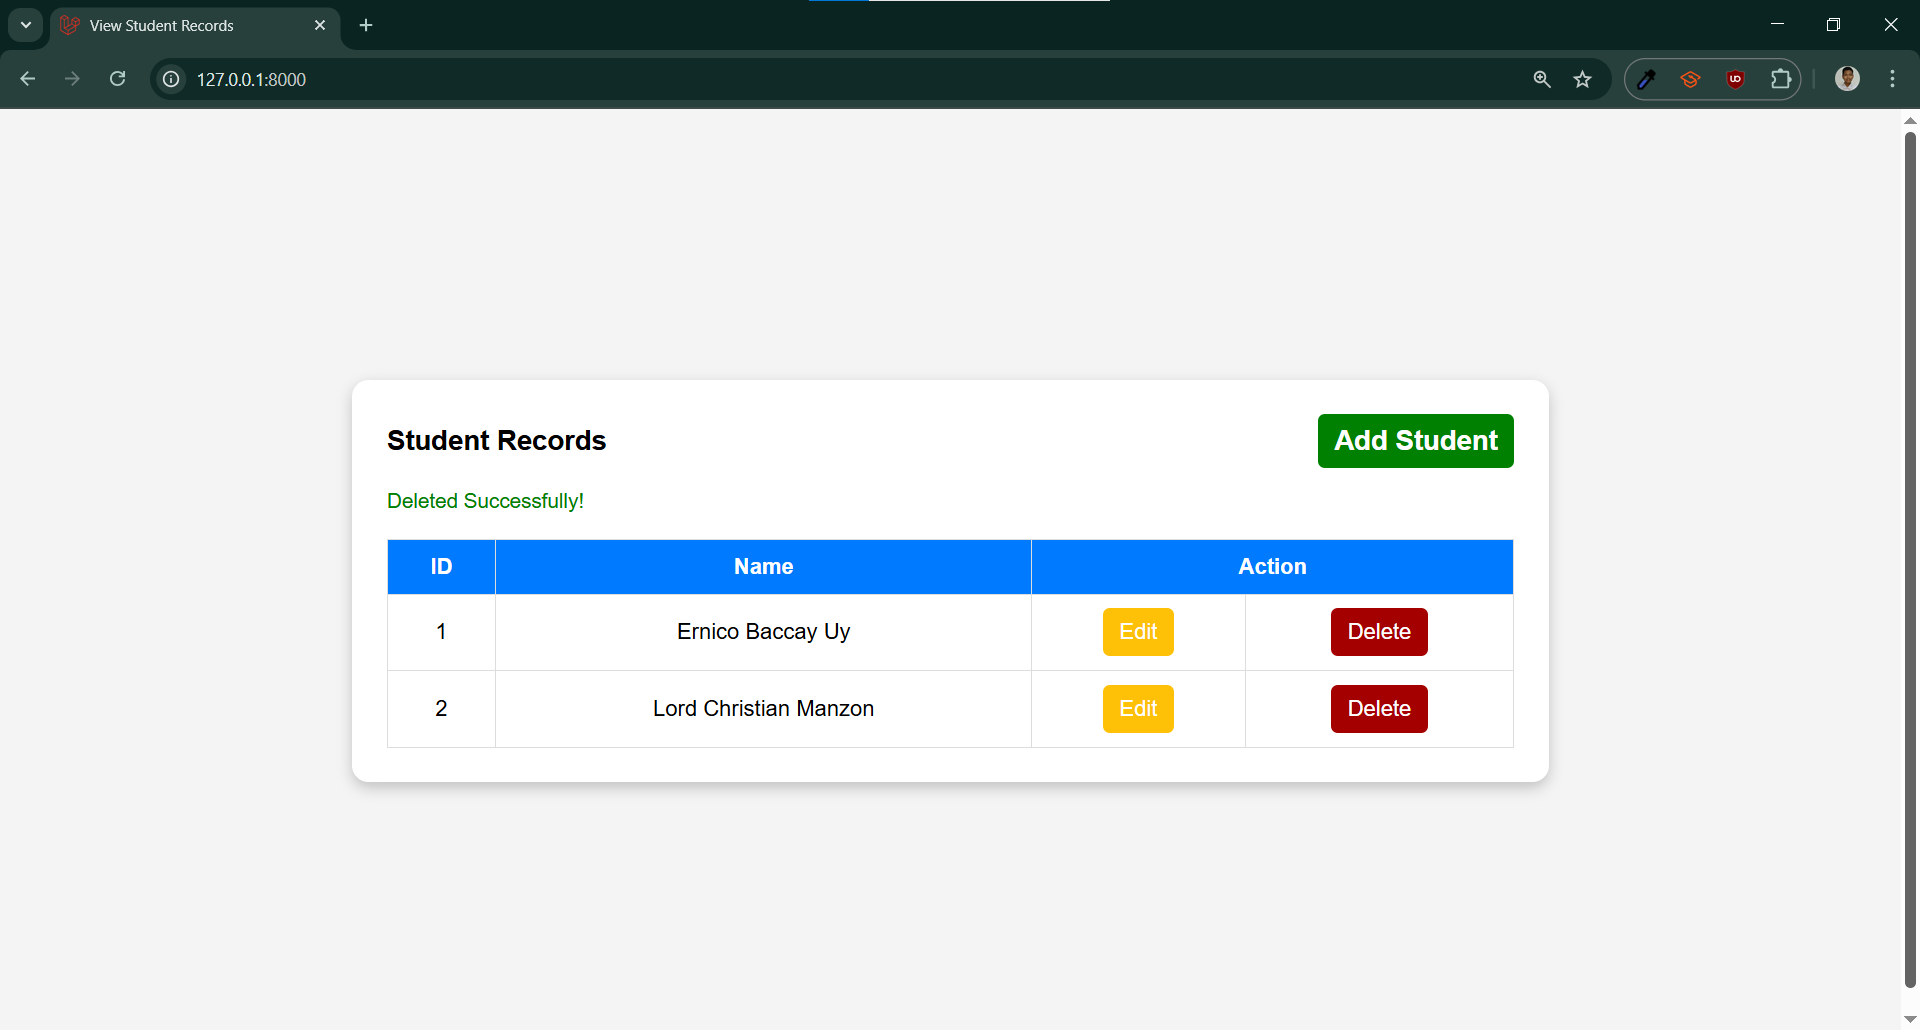 View Student Records
127.0.0.1:8000
Student Records
Add Student
Deleted Successfully!
ID Name Action
1 Ernico Baccay Uy Edit Delete
2 Lord Christian Manzon Edit Delete